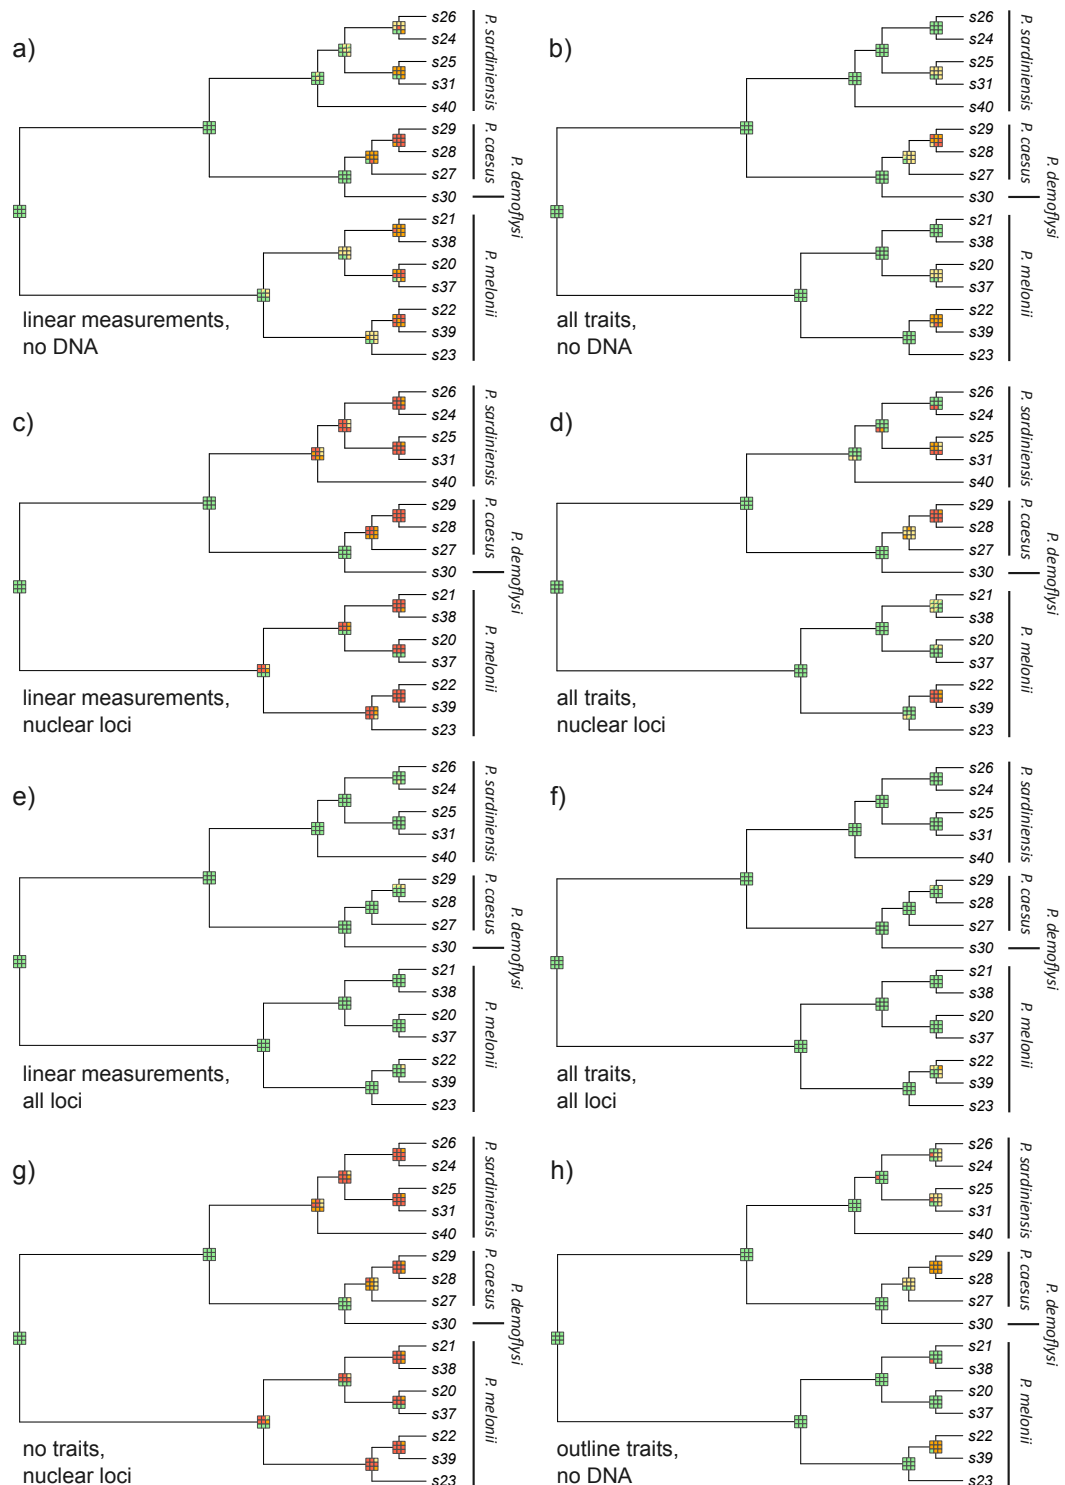 a)
s26
s24
s25
s31
s40
s29
s28
s27
s30
s21
s38
s20
s37
s22
s39
s23
P. sardiniensis
P. caesus
P. demoflysi
P. melonii
linear measurements,
no DNA
b)
s26
s24
s25
s31
s40
s29
s28
s27
s30
s21
s38
s20
s37
s22
s39
s23
P. sardiniensis
P. caesus
P. demoflysi
P. melonii
all traits,
no DNA
c)
s26
s24
s25
s31
s40
s29
s28
s27
s30
s21
s38
s20
s37
s22
s39
s23
P. sardiniensis
P. caesus
P. demoflysi
P. melonii
linear measurements,
nuclear loci
d)
s26
s24
s25
s31
s40
s29
s28
s27
s30
s21
s38
s20
s37
s22
s39
s23
P. sardiniensis
P. caesus
P. demoflysi
P. melonii
all traits,
nuclear loci
e)
s26
s24
s25
s31
s40
s29
s28
s27
s30
s21
s38
s20
s37
s22
s39
s23
P. sardiniensis
P. caesus
P. demoflysi
P. melonii
linear measurements,
all loci
f)
s26
s24
s25
s31
s40
s29
s28
s27
s30
s21
s38
s20
s37
s22
s39
s23
P. sardiniensis
P. caesus
P. demoflysi
P. melonii
all traits,
all loci
g)
s26
s24
s25
s31
s40
s29
s28
s27
s30
s21
s38
s20
s37
s22
s39
s23
P. sardiniensis
P. caesus
P. demoflysi
P. melonii
no traits,
nuclear loci
h)
s26
s24
s25
s31
s40
s29
s28
s27
s30
s21
s38
s20
s37
s22
s39
s23
P. sardiniensis
P. caesus
P. demoflysi
P. melonii
outline traits,
no DNA